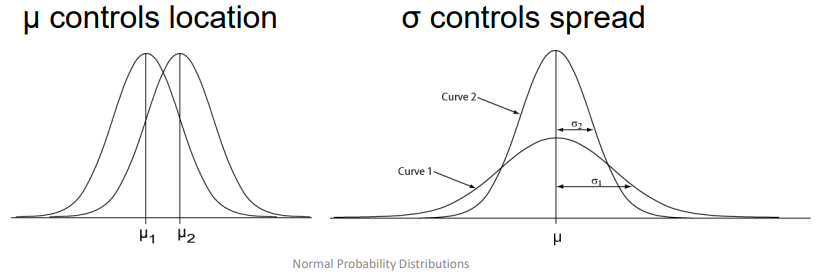 μ controls location
σ controls spread
Curve 2
σ₂
Curve 1
σ₁
μ₁ μ₂
μ
Normal Probability Distributions